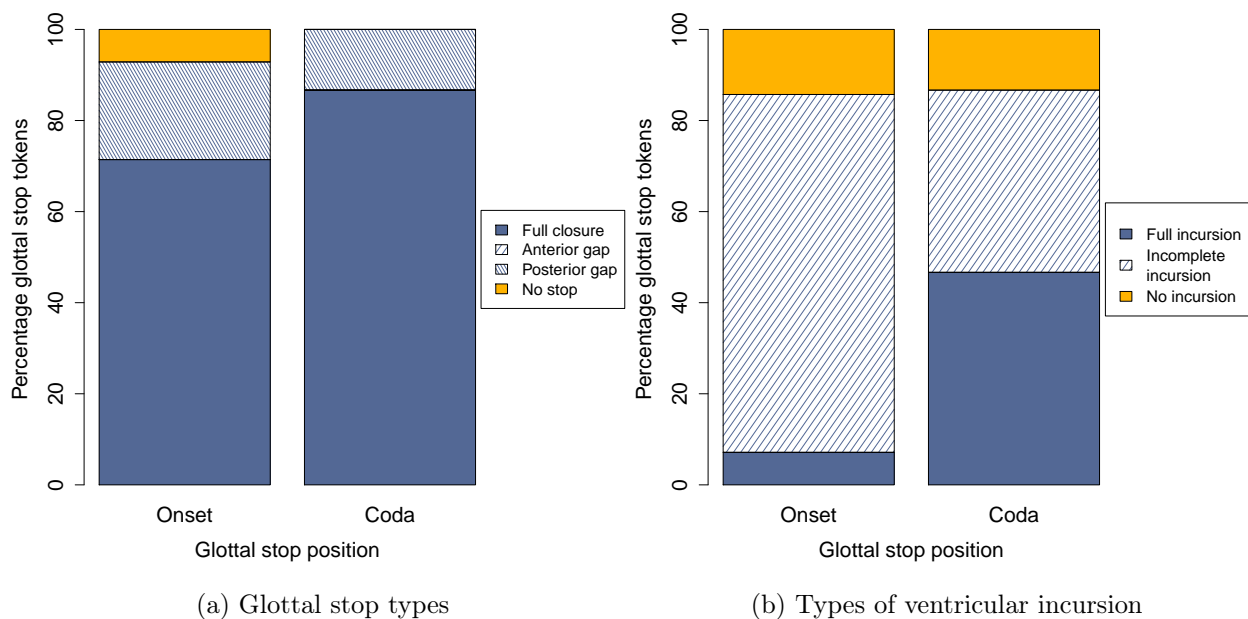 Percentage glottal stop tokens
0
20
40
60
80
100
Onset
Coda
Glottal stop position
Full closure
Anterior gap
Posterior gap
No stop
(a) Glottal stop types
Percentage glottal stop tokens
0
20
40
60
80
100
Onset
Coda
Glottal stop position
Full incursion
Incomplete
incursion
No incursion
(b) Types of ventricular incursion